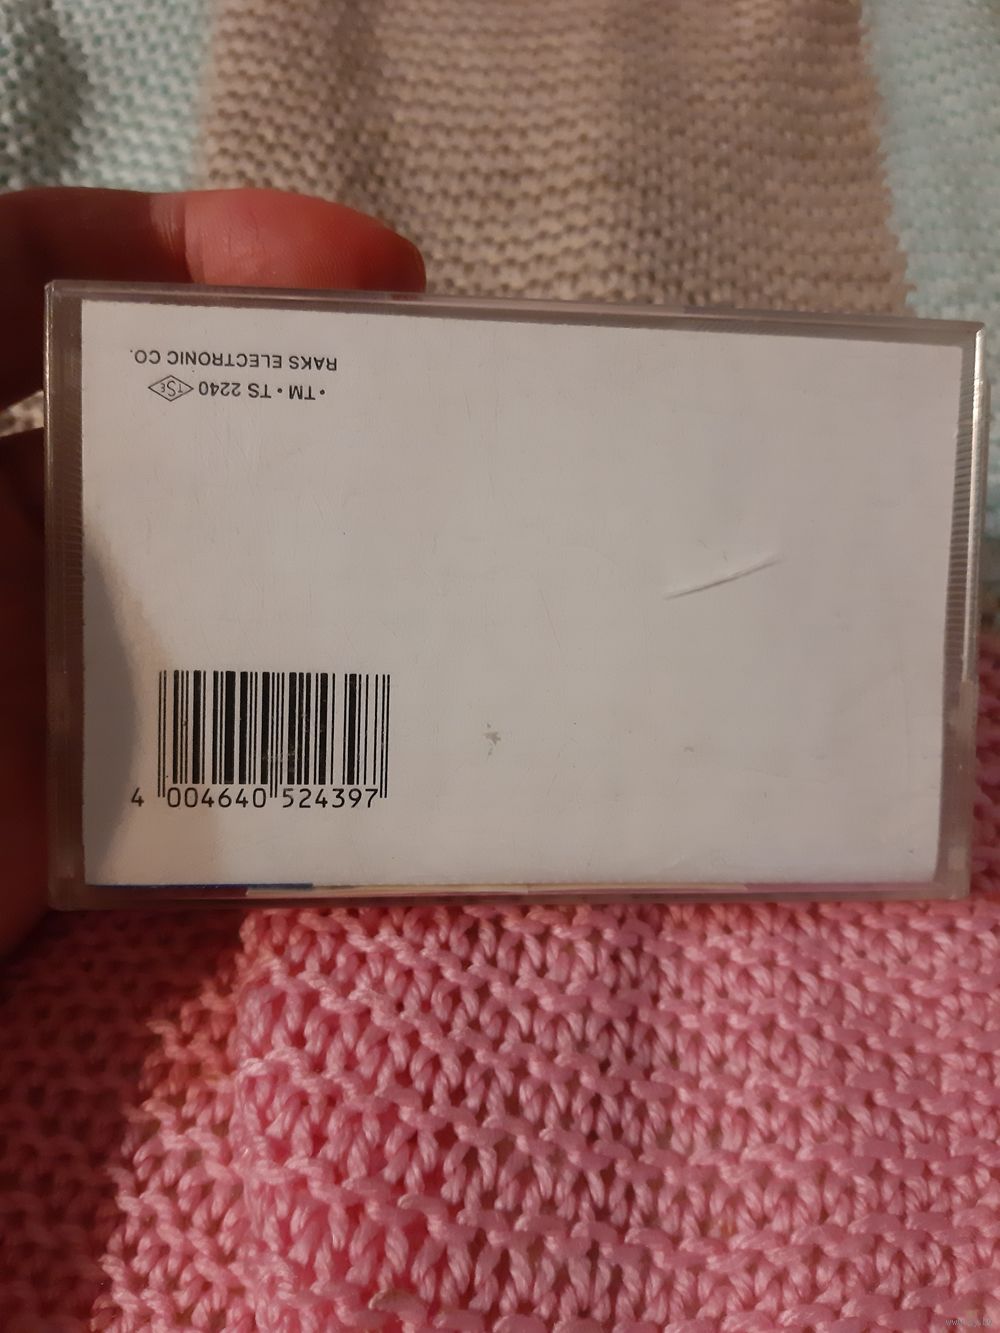 RAKS ELECTRONIC CO.
• TM • TS 2240 TSE
4 004640 524397